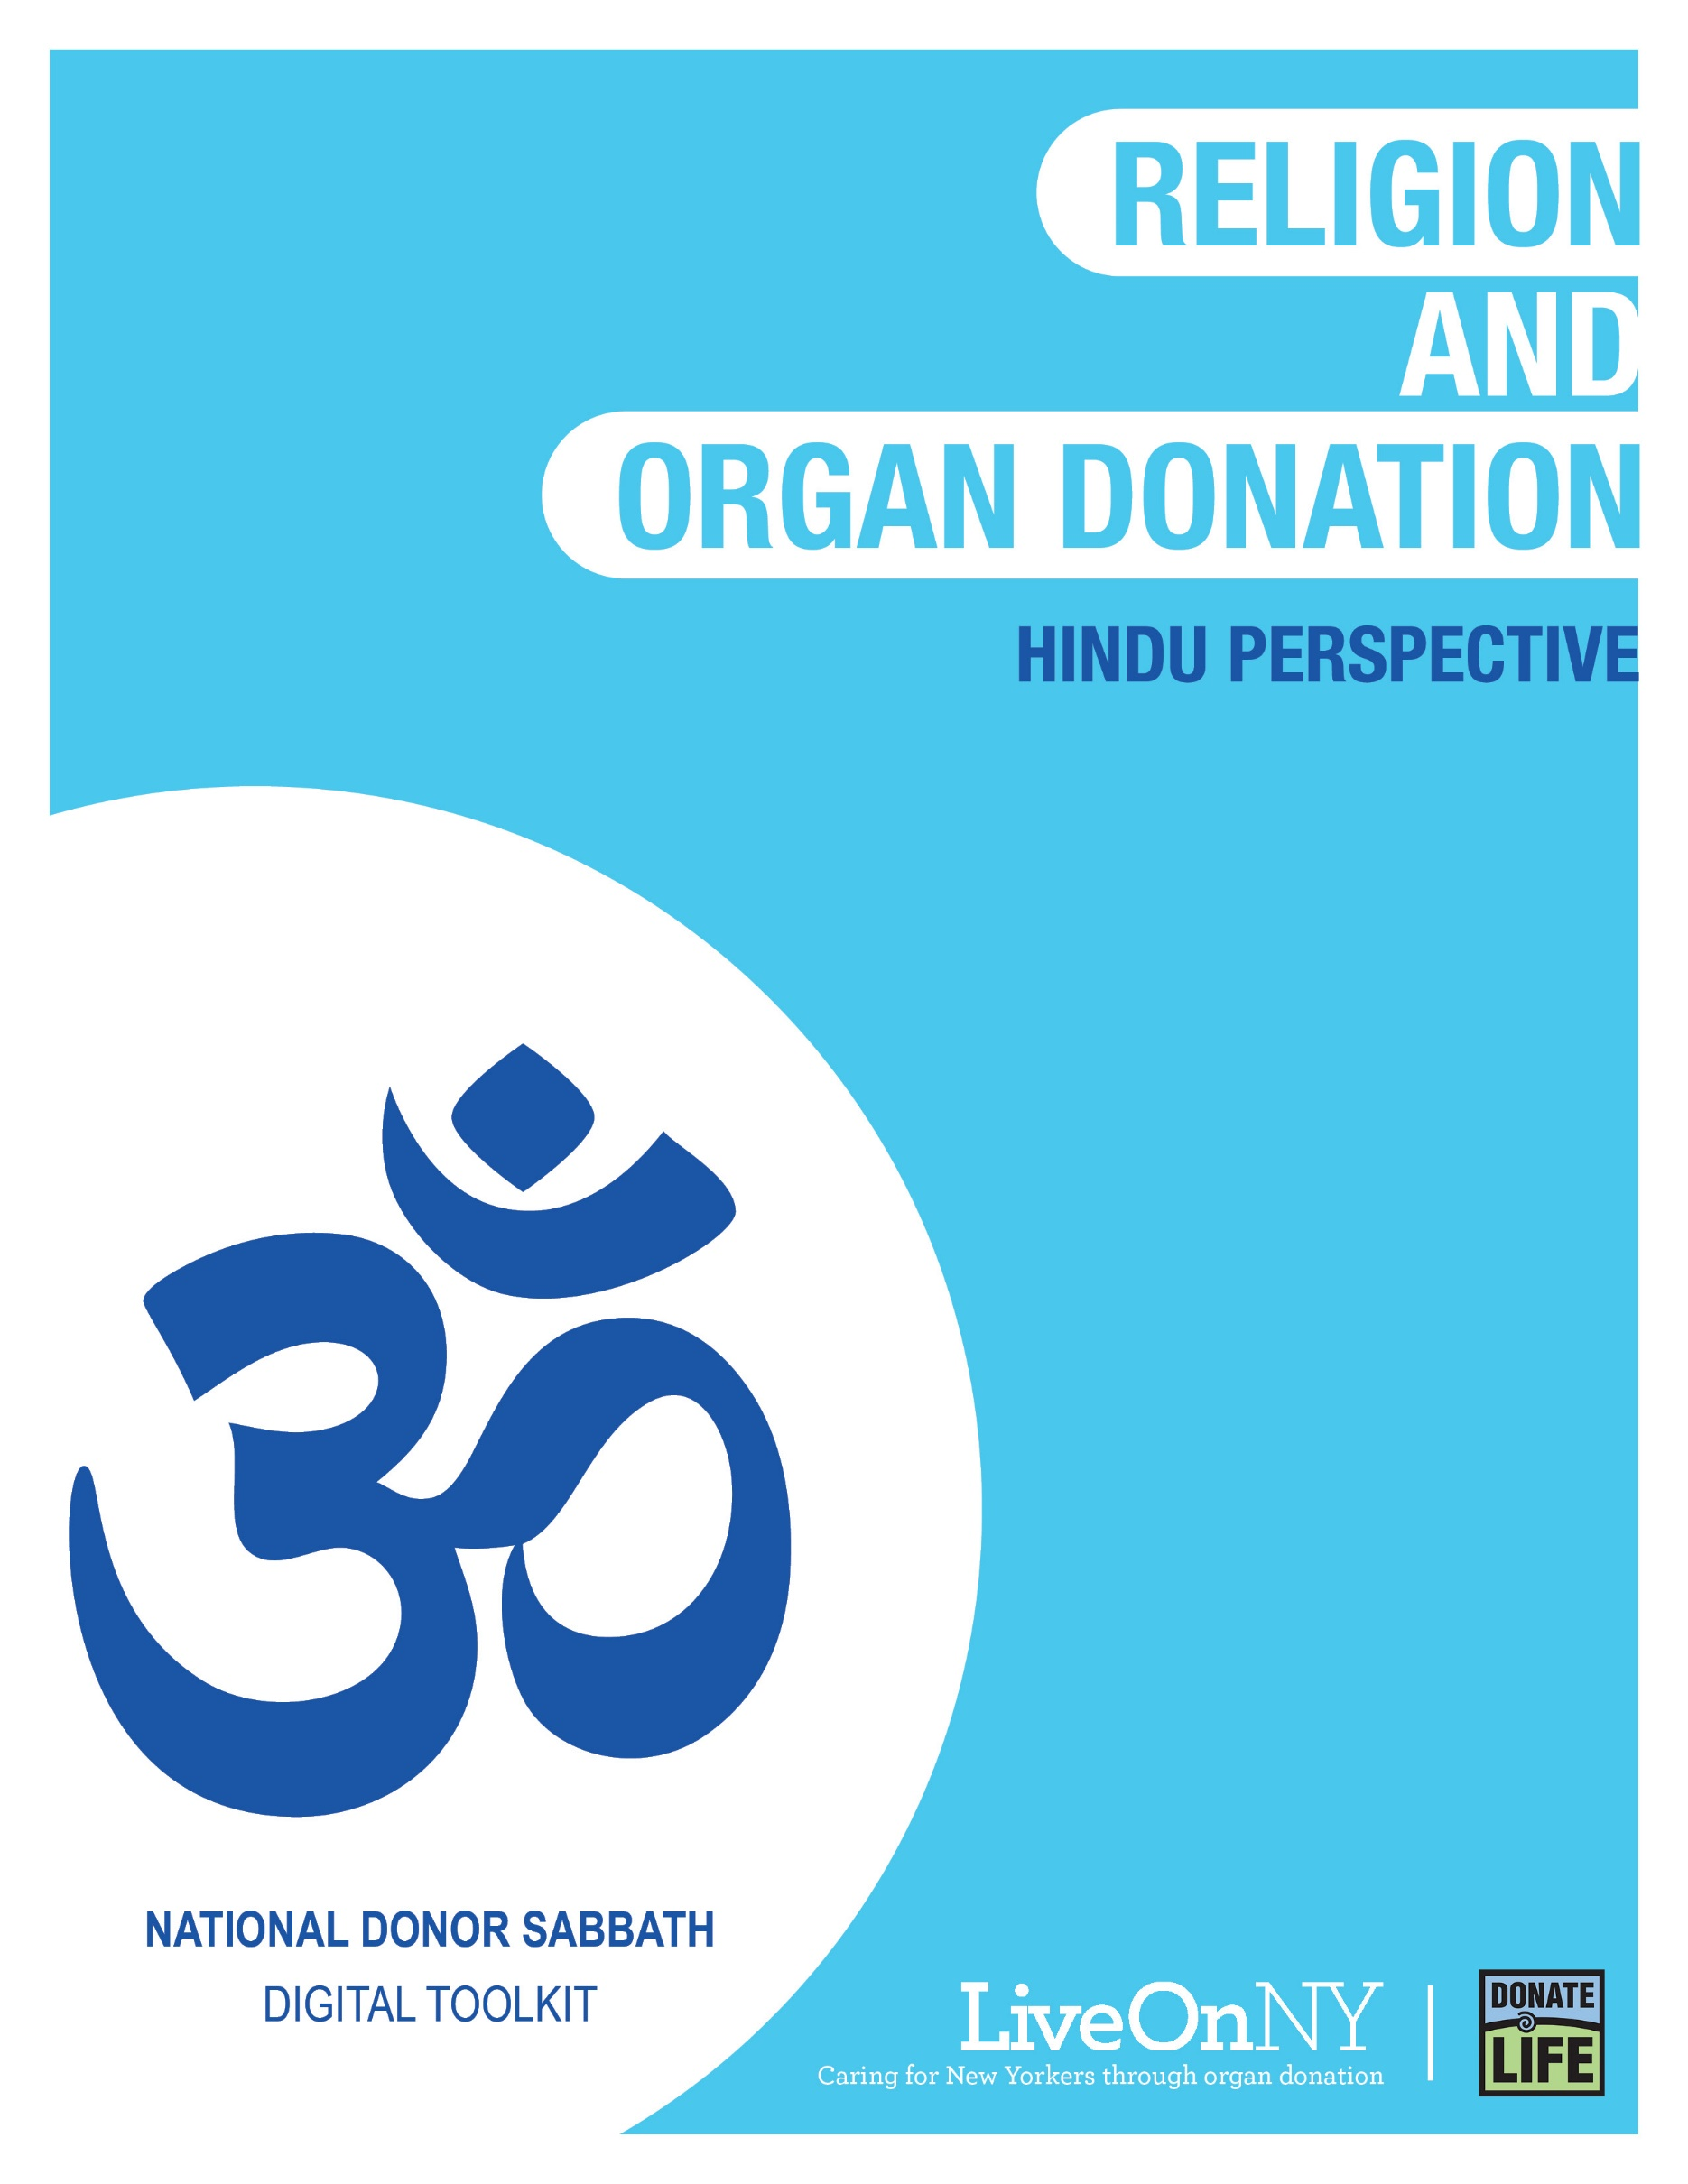 RELIGION
AND
ORGAN DONATION
HINDU PERSPECTIVE
ॐ
NATIONAL DONOR SABBATH
DIGITAL TOOLKIT
LiveOnNY
Caring for New Yorkers through organ donation
DONATE
LIFE